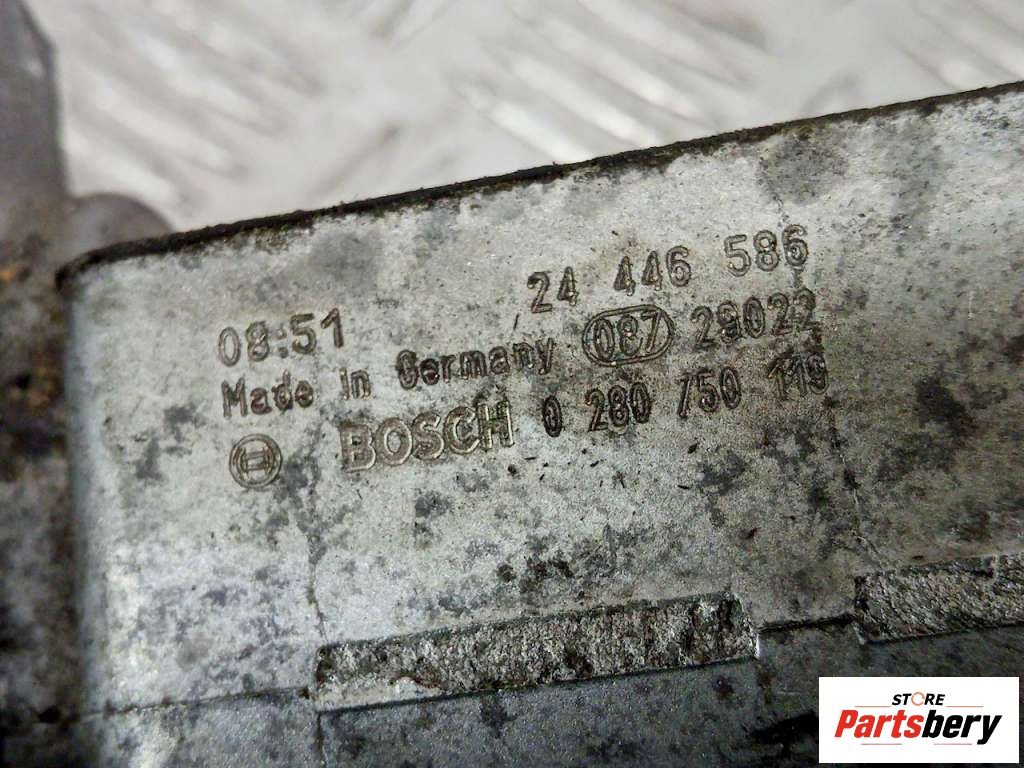 24 446 586
08:51 087 29022
Made in Germany
BOSCH 0 280 750 119
STORE
Partsbery